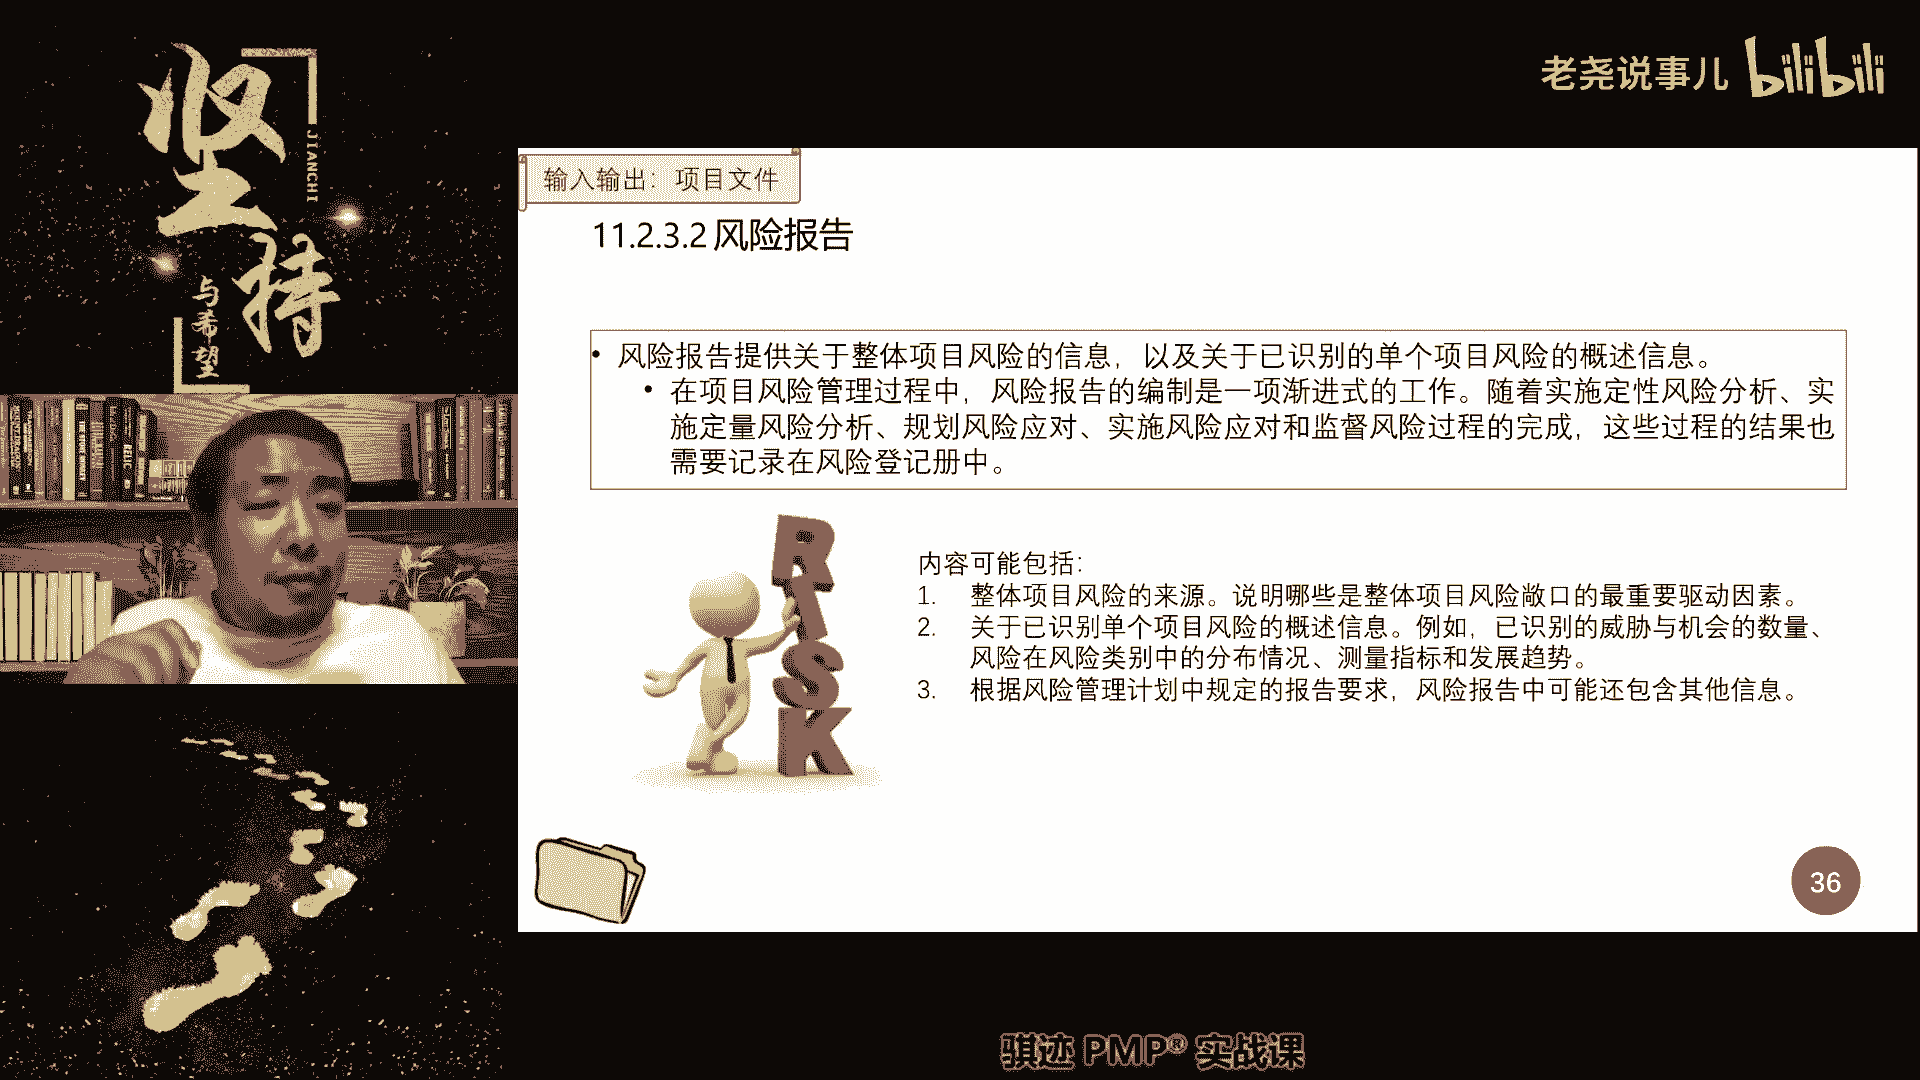 坚持
JIANCHI
与希望
老尧说事儿 bilibili
输入输出：项目文件
11.2.3.2 风险报告
• 风险报告提供关于整体项目风险的信息，以及关于已识别的单个项目风险的概述信息。
• 在项目风险管理过程中，风险报告的编制是一项渐进式的工作。随着实施定性风险分析、实
施定量风险分析、规划风险应对、实施风险应对和监督风险过程的完成，这些过程的结果也
需要记录在风险登记册中。
RISK
内容可能包括：
1. 整体项目风险的来源。说明哪些是整体项目风险敞口的最重要驱动因素。
2. 关于已识别单个项目风险的概述信息。例如，已识别的威胁与机会的数量、
风险在风险类别中的分布情况、测量指标和发展趋势。
3. 根据风险管理计划中规定的报告要求，风险报告中可能还包含其他信息。
36
骐迹 PMP® 实战课